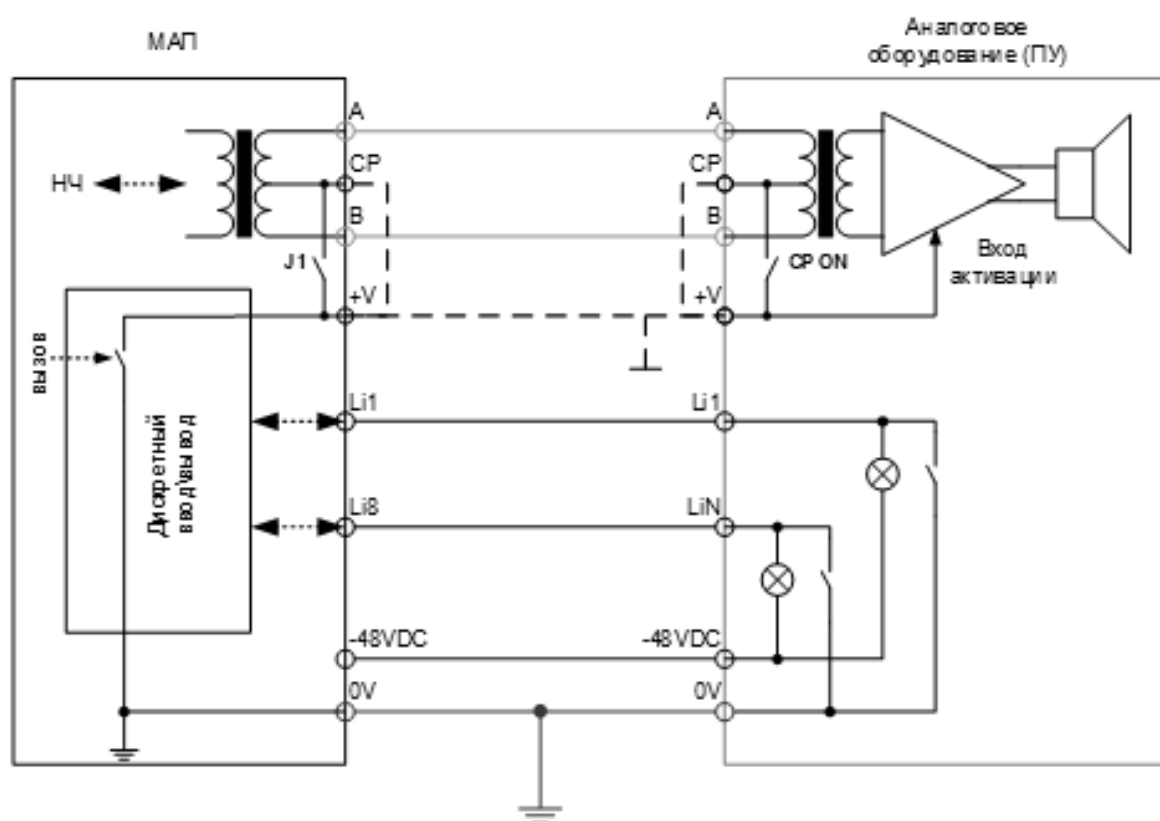 МАП
Аналоговое
оборудование (ПУ)
A
A
CP
CP
НЧ
B
B
J1
CP ON
Вход
активации
+V
+V
вызов
Li1
Li1
Дискретный
ввод\вывод
Li8
LiN
-48VDC
-48VDC
0V
0V